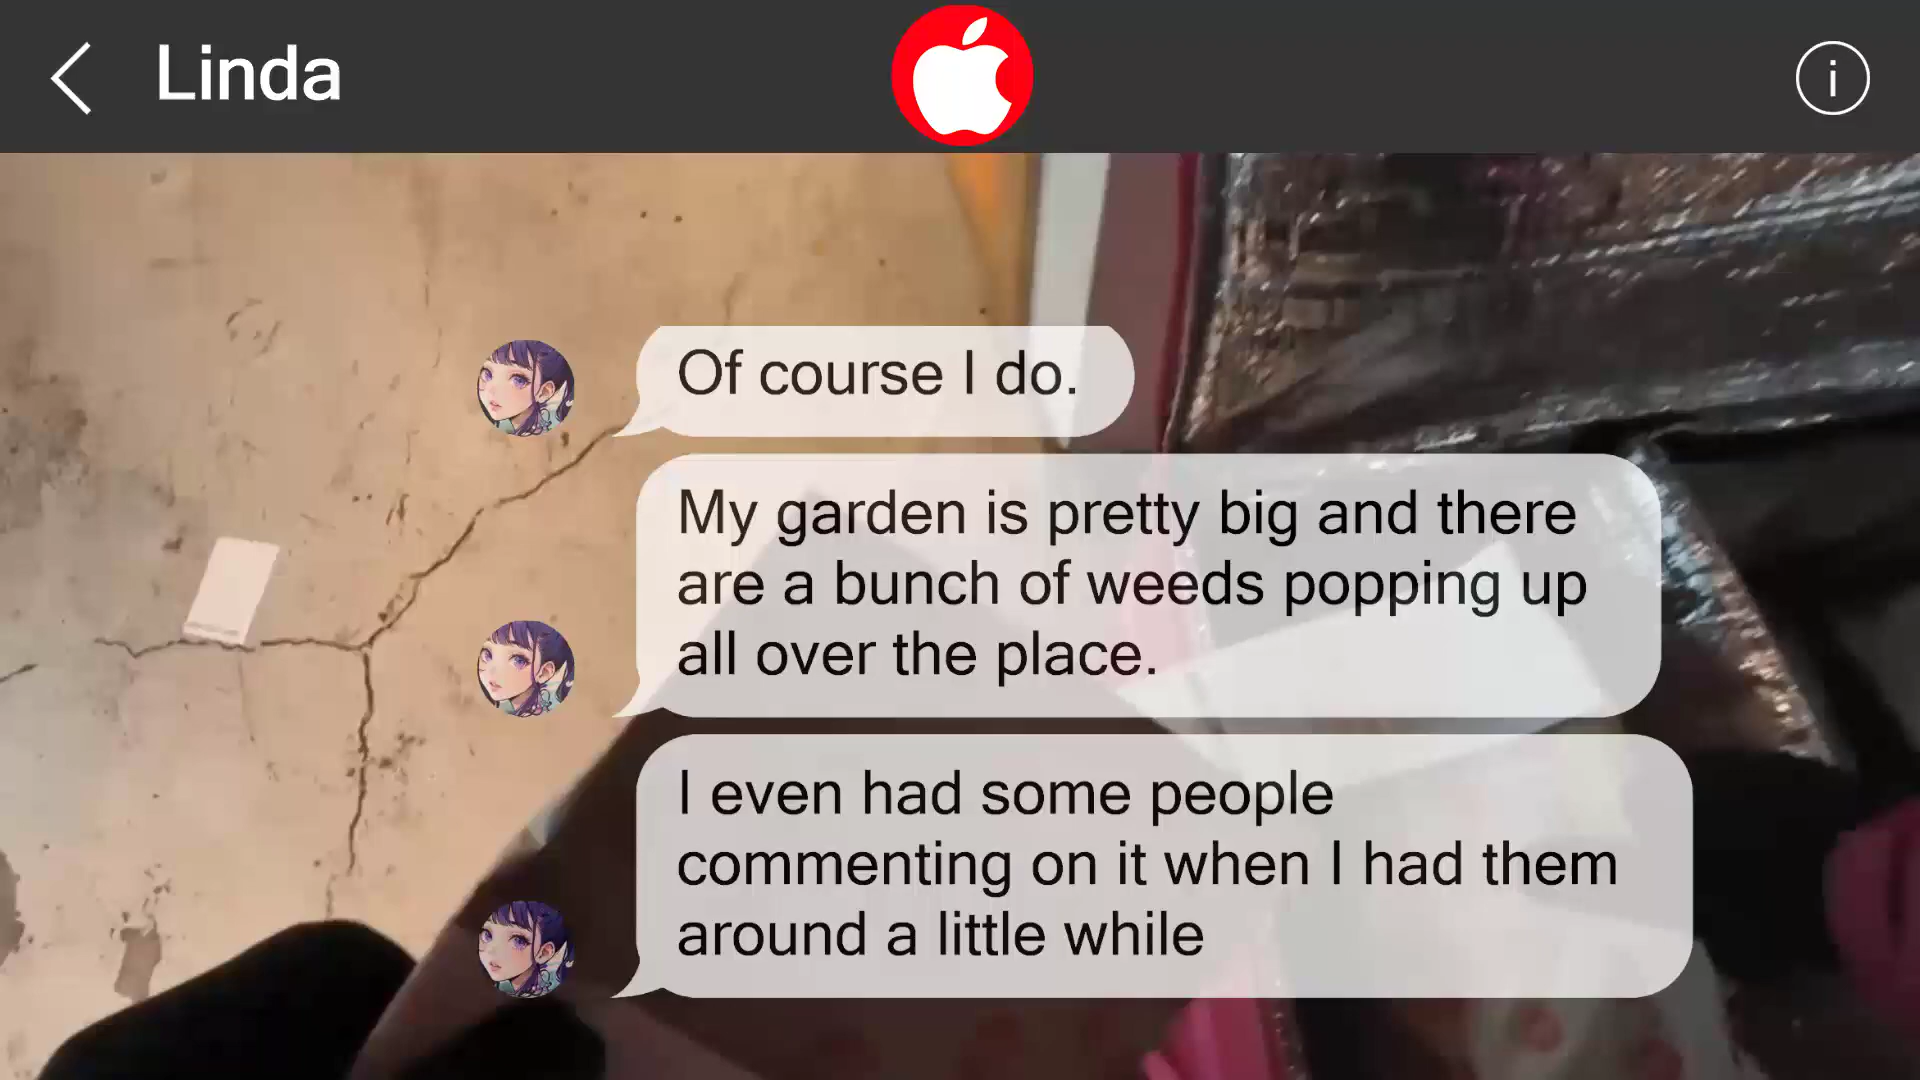 Linda
Of course I do.
My garden is pretty big and there
are a bunch of weeds popping up
all over the place.
I even had some people
commenting on it when I had them
around a little while